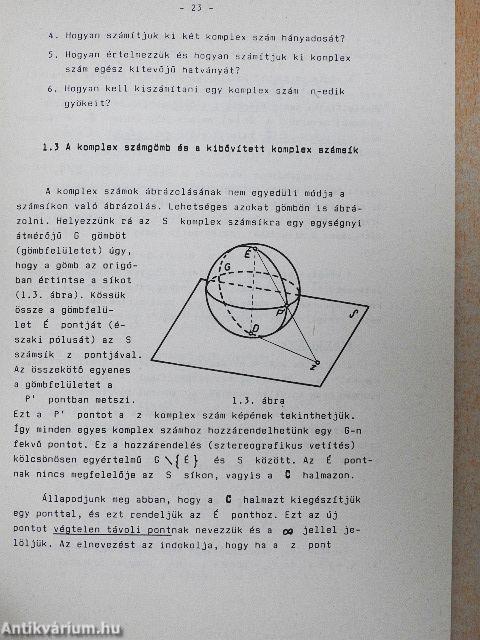 - 23 -
4. Hogyan számítjuk ki két komplex szám hányadosát?
5. Hogyan értelmezzük és hogyan számítjuk ki komplex
szám egész kitevőjű hatványát?
6. Hogyan kell kiszámítani egy komplex szám n-edik
gyökeit?
1.3 A komplex számgömb és a kibővített komplex számsík
A komplex számok ábrázolásának nem egyedüli módja a
számsíkon való ábrázolás. Lehetséges azokat gömbön is ábrá-
zolni. Helyezzünk rá az S komplex számsíkra egy egységnyi
átmérőjű G gömböt
(gömbfelületet) úgy,
hogy a gömb az origó-
ban érintse a síkot
(1.3. ábra). Kössük
össze a gömbfelü-
let É pontját (é-
szaki pólusát) az S
számsík z pontjával.
Az összekötő egyenes
a gömbfelületet a
P' pontban metszi.
É
G
S
P'
O
z
1.3. ábra
Ezt a P' pontot a z komplex szám képének tekinthetjük.
Így minden egyes komplex számhoz hozzárendelhetünk egy G-n
fekvő pontot. Ez a hozzárendelés (sztereografikus vetítés)
kölcsönösen egyértelmű G \ {É} és S között. Az É pont-
nak nincs megfelelője az S síkon, vagyis a C halmazon.
Állapodjunk meg abban, hogy a C halmazt kiegészítjük
egy ponttal, és ezt rendeljük az É ponthoz. Ezt az új
pontot végtelen távoli pontnak nevezzük és a ∞ jellel je-
löljük. Az elnevezést az indokolja, hogy ha a z pont
Antikvárium.hu